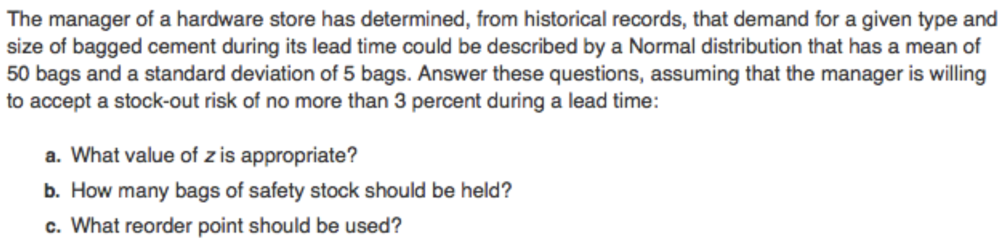 The manager of a hardware store has determined, from historical records, that demand for a given type and
size of bagged cement during its lead time could be described by a Normal distribution that has a mean of
50 bags and a standard deviation of 5 bags. Answer these questions, assuming that the manager is willing
to accept a stock-out risk of no more than 3 percent during a lead time:
a. What value of z is appropriate?
b. How many bags of safety stock should be held?
c. What reorder point should be used?